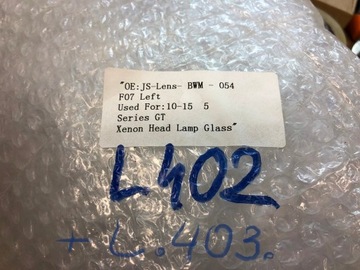 "OE:JS-Lens- BWM - 054
F07 Left
Used For:10-15 5
Series GT
Xenon Head Lamp Glass"
L402
+ L.403.